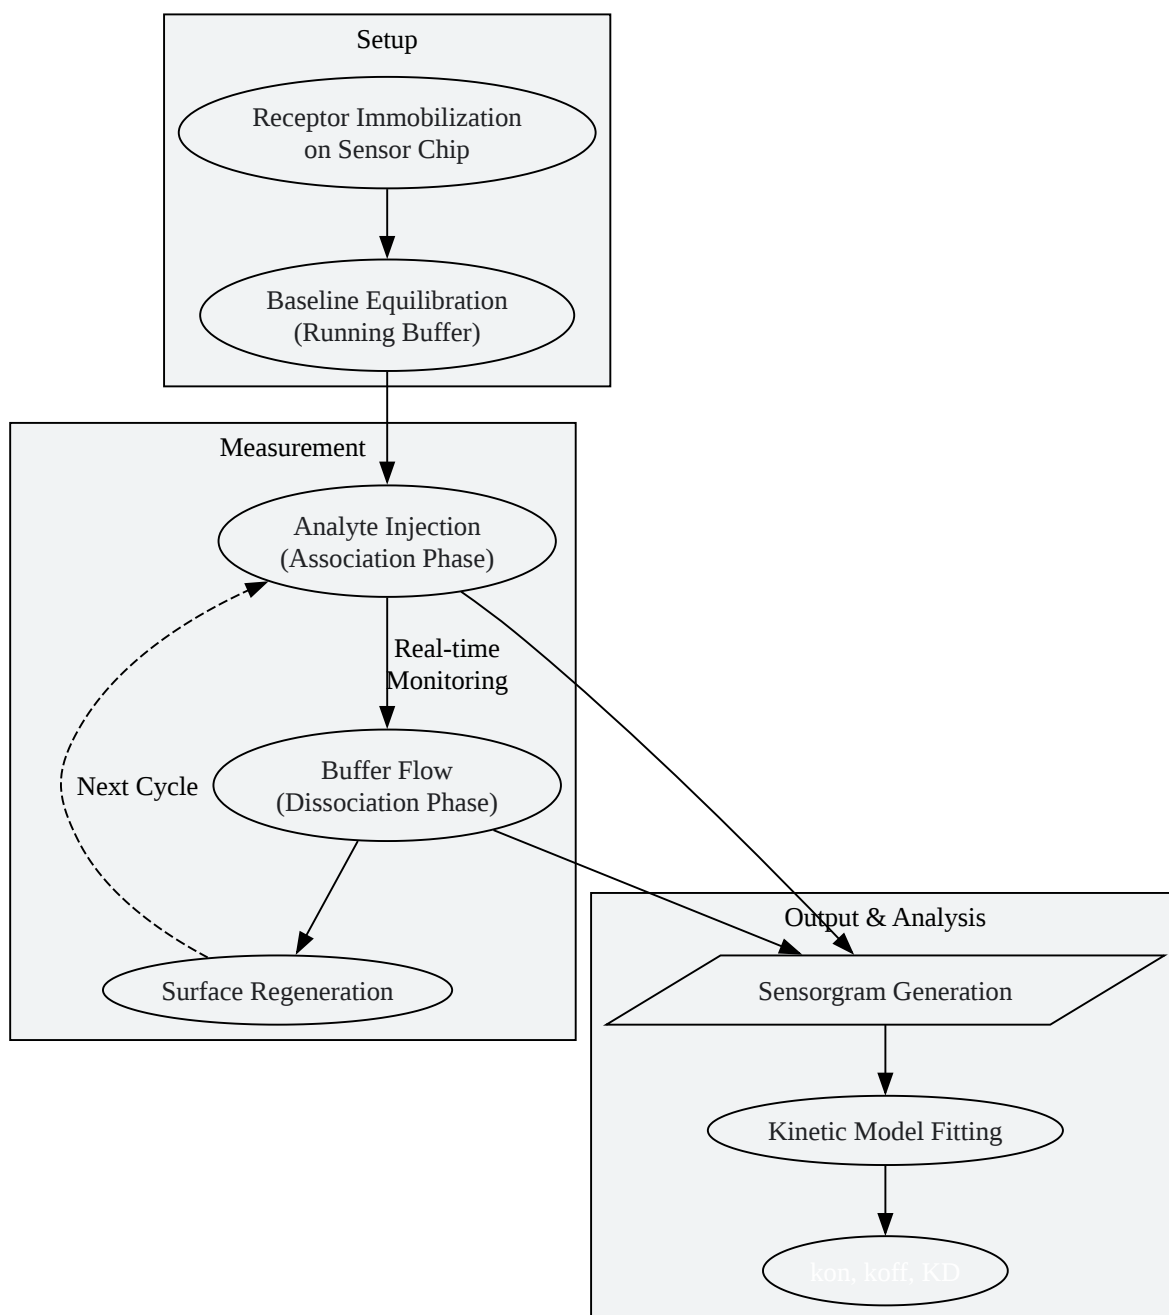 Setup
Receptor Immobilization
on Sensor Chip
Baseline Equilibration
(Running Buffer)
Measurement
Analyte Injection
(Association Phase)
Real-time
Monitoring
Buffer Flow
(Dissociation Phase)
Next Cycle
Surface Regeneration
Output & Analysis
Sensorgram Generation
Kinetic Model Fitting
kon, koff, KD